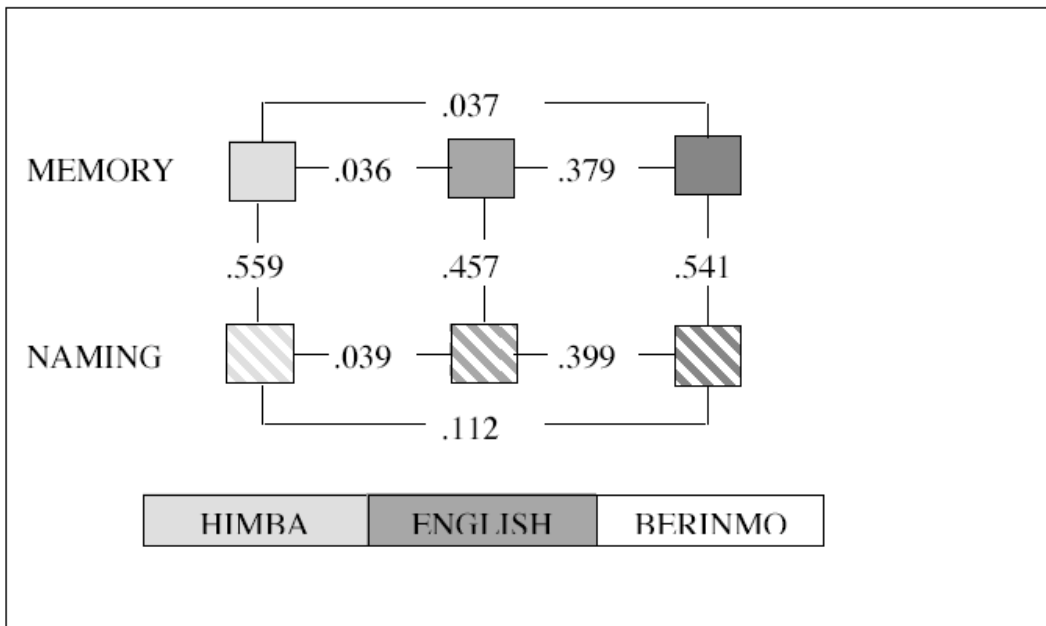 .037
MEMORY .036 .379
.559 .457 .541
NAMING .039 .399
.112
HIMBA ENGLISH BERINMO